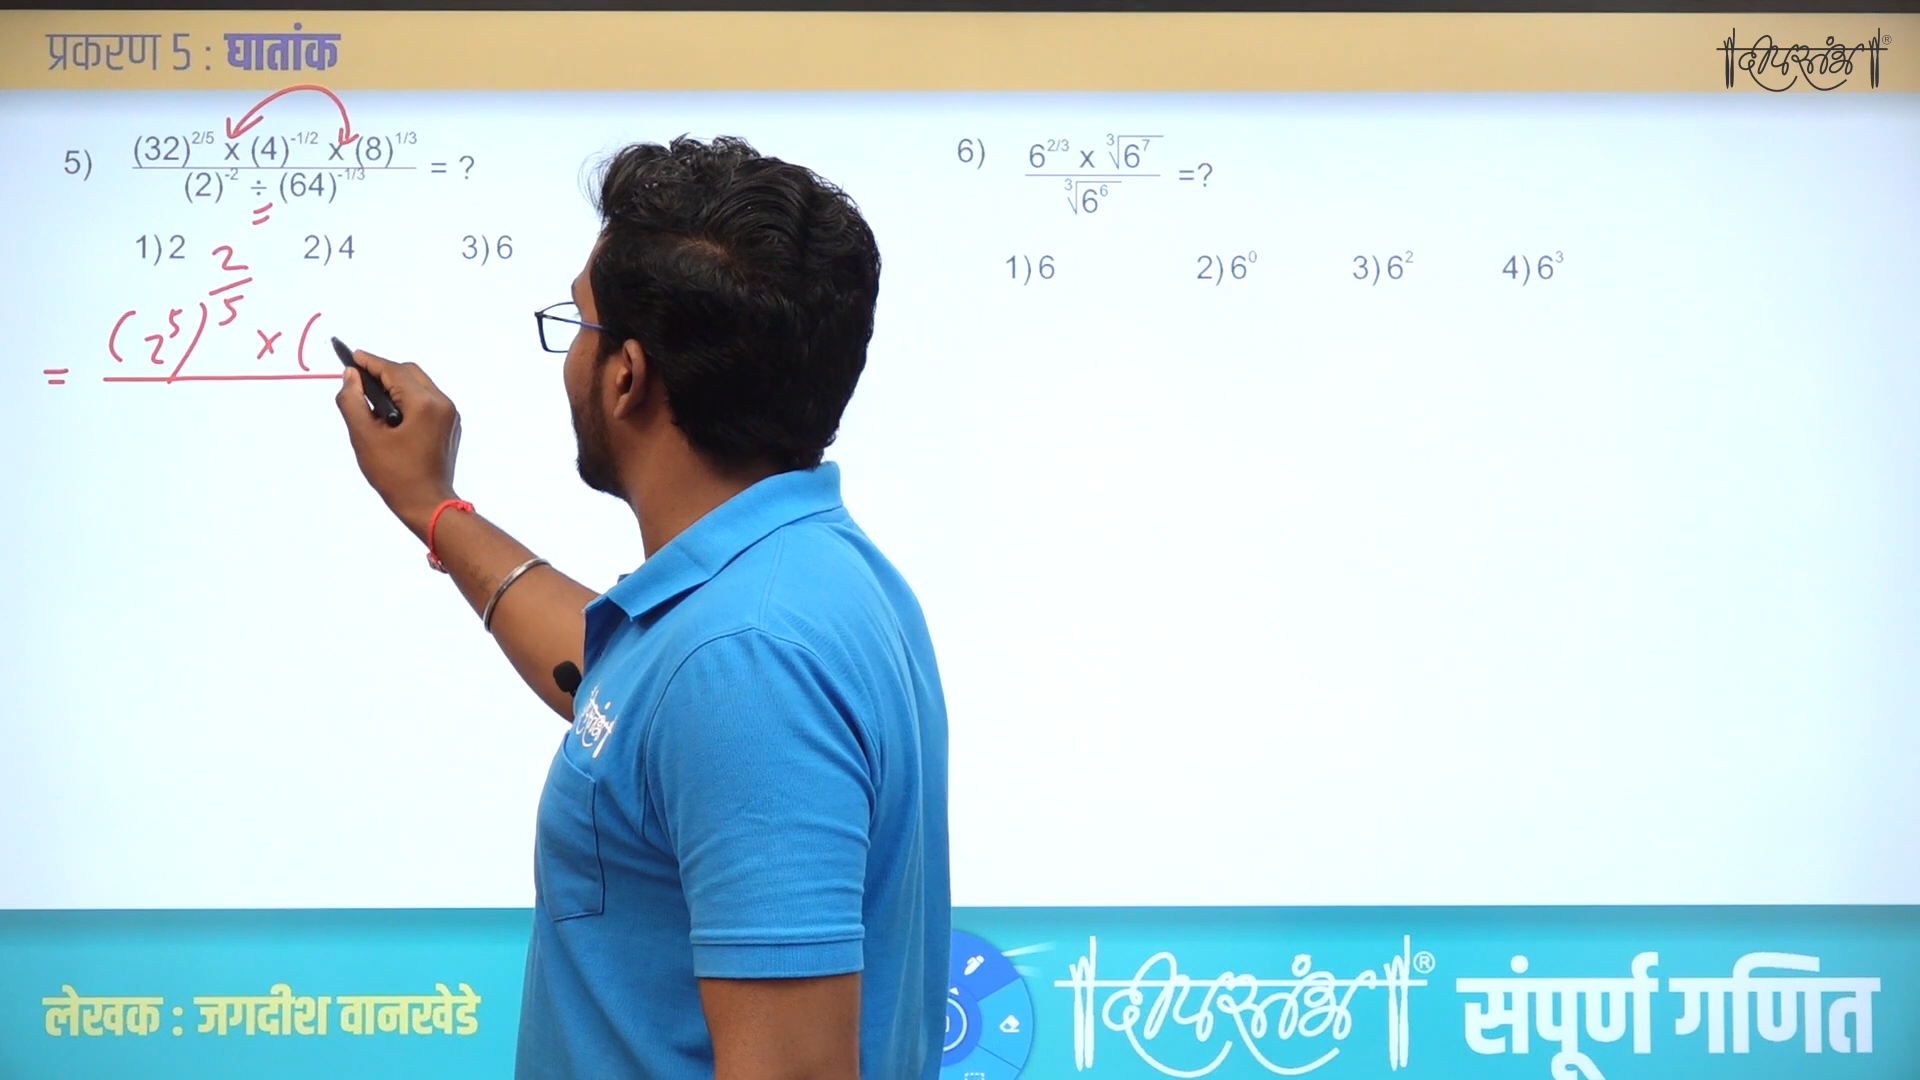 प्रकरण 5 : घातांक
दीपस्तंभ®
5) (32)^2/5 x (4)^-1/2 x (8)^1/3
(2)^-2 ÷ (64)^-1/3
= ?
1) 2 2) 4 3) 6
= (2^5)^2/5 x (
6) 6^2/3 x ∛6^7
∛6^6
=?
1) 6 2) 6^0 3) 6^2 4) 6^3
दीपस्तंभ
लेखक : जगदीश वानखेडे
दीपस्तंभ® संपूर्ण गणित